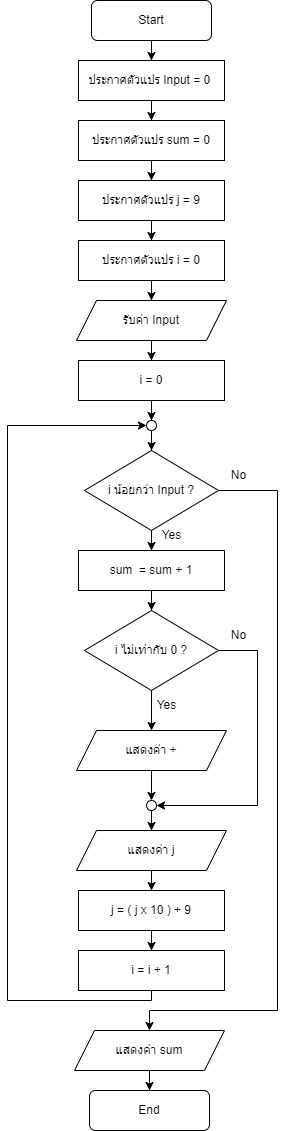 Start
ประกาศตัวแปร Input = 0
ประกาศตัวแปร sum = 0
ประกาศตัวแปร j = 9
ประกาศตัวแปร i = 0
รับค่า Input
i = 0
i น้อยกว่า Input ?
No
Yes
sum = sum + 1
i ไม่เท่ากับ 0 ?
No
Yes
แสดงค่า +
แสดงค่า j
j = ( j x 10 ) + 9
i = i + 1
แสดงค่า sum
End